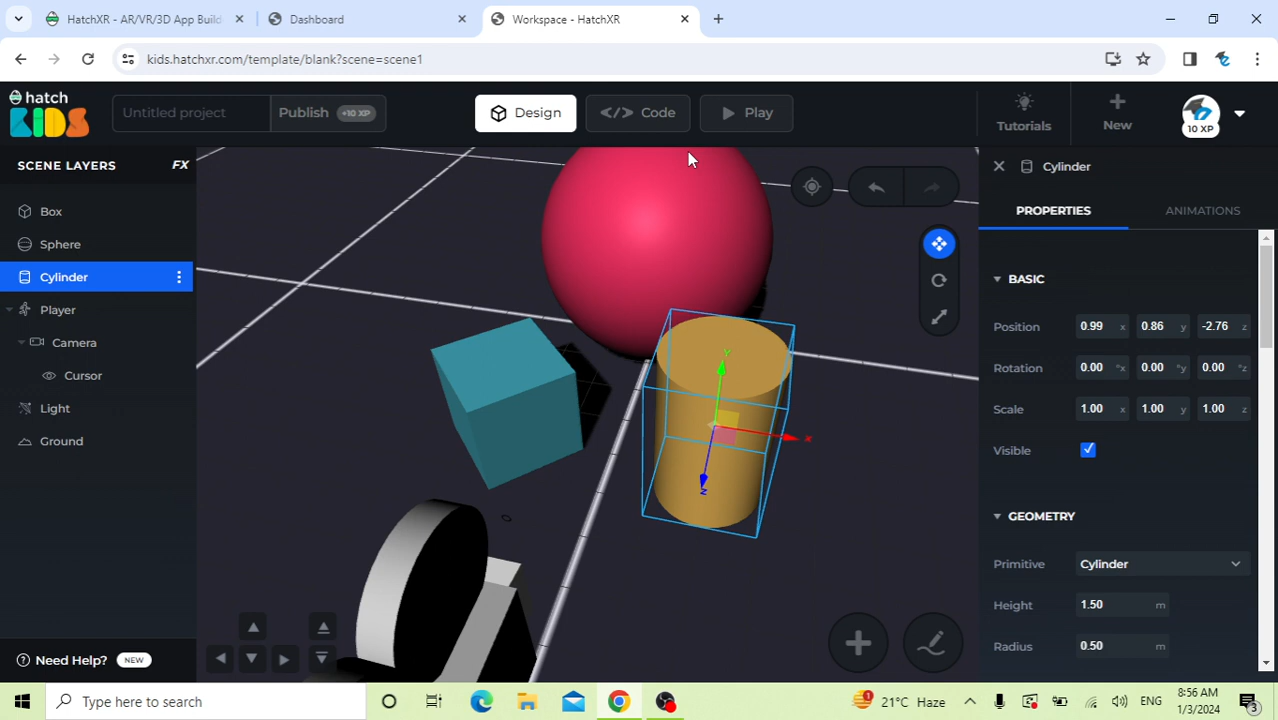 HatchXR - AR/VR/3D App Build
Dashboard
Workspace - HatchXR
kids.hatchxr.com/template/blank?scene=scene1
hatch
KIDS
Untitled project
Publish +10 XP
Design
</> Code
Play
Tutorials
New
10 XP
SCENE LAYERS FX
Box
Sphere
Cylinder
Player
Camera
Cursor
Light
Ground
Need Help? NEW
Y
X
Z
Cylinder
PROPERTIES ANIMATIONS
BASIC
Position 0.99 x 0.86 y -2.76 z
Rotation 0.00 °x 0.00 °y 0.00 °z
Scale 1.00 x 1.00 y 1.00 z
Visible
GEOMETRY
Primitive Cylinder
Height 1.50 m
Radius 0.50 m
Type here to search
1
21°C Haze
ENG
8:56 AM
1/3/2024
3